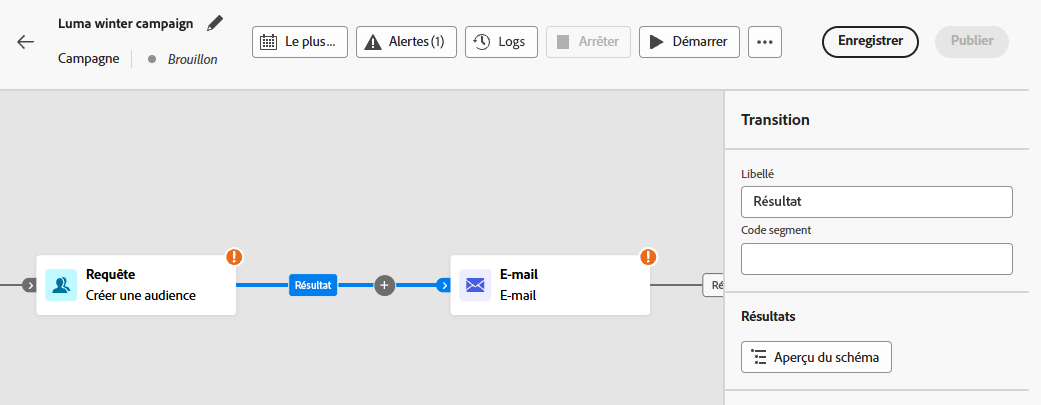 Luma winter campaign
Campagne
Brouillon
Le plus...
Alertes (1)
Logs
Arrêter
Démarrer
Enregistrer
Publier
Transition
Libellé
Résultat
Code segment
Requête
Créer une audience
Résultat
E-mail
E-mail
Ré
Résultats
Aperçu du schéma